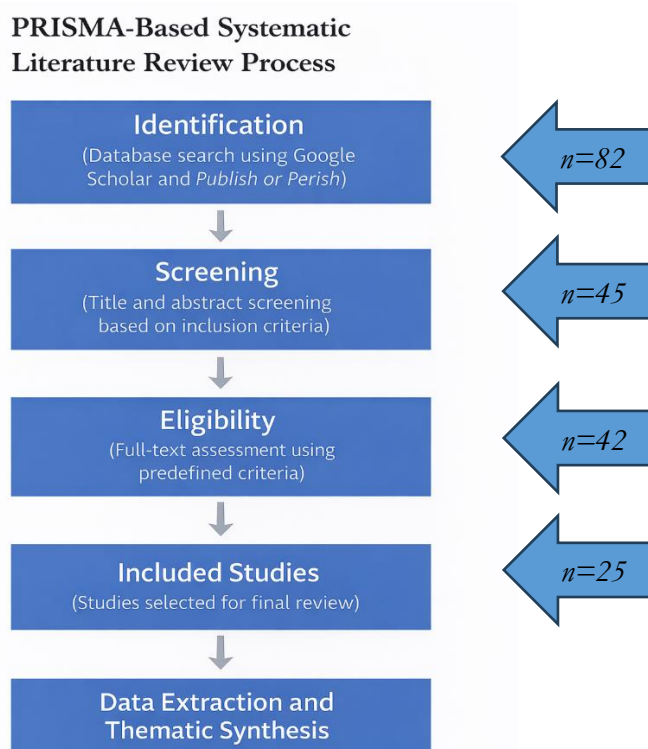 PRISMA-Based Systematic
Literature Review Process
Identification
(Database search using Google
Scholar and Publish or Perish)
n=82
Screening
(Title and abstract screening
based on inclusion criteria)
n=45
Eligibility
(Full-text assessment using
predefined criteria)
n=42
Included Studies
(Studies selected for final review)
n=25
Data Extraction and
Thematic Synthesis